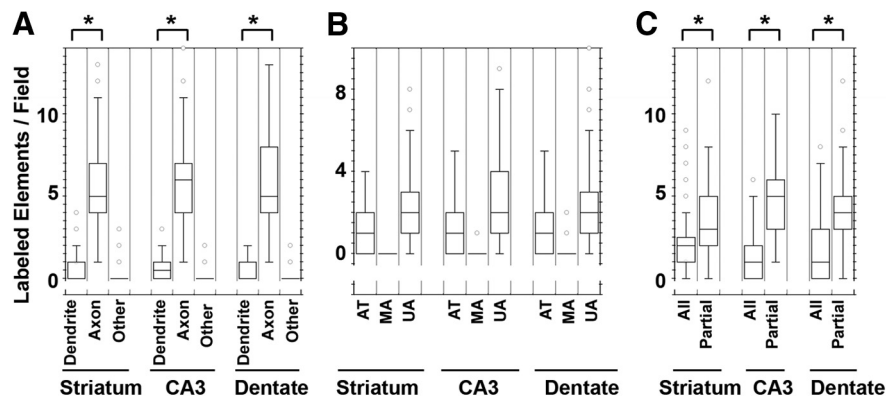 A
B
C
* * *
* * *
Labeled Elements / Field
10
5
0
8
4
0
10
5
0
Dendrite Axon Other Dendrite Axon Other Dendrite Axon Other
AT MA UA AT MA UA AT MA UA
All Partial All Partial All Partial
Striatum CA3 Dentate
Striatum CA3 Dentate
Striatum CA3 Dentate